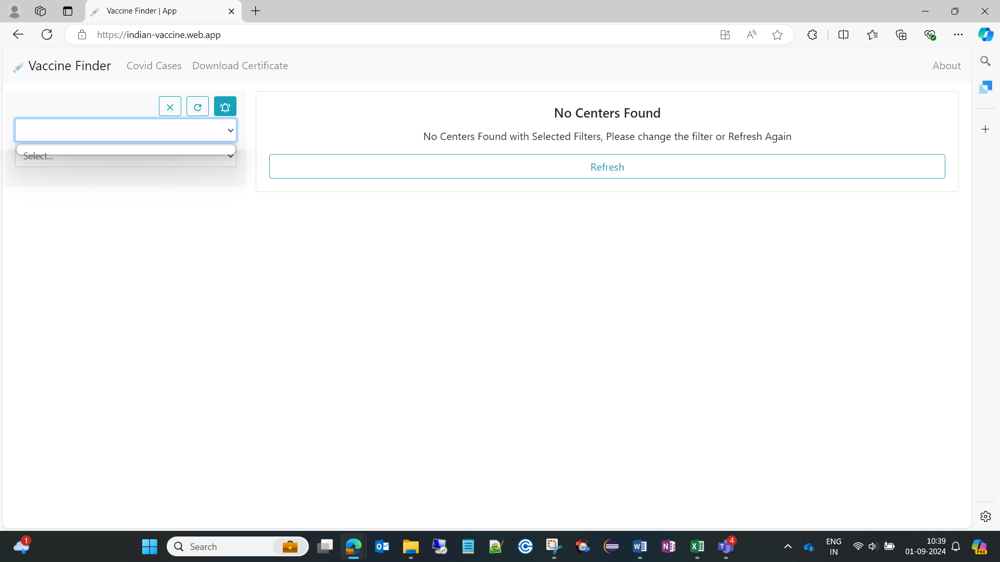 Vaccine Finder | App
https://indian-vaccine.web.app
Vaccine Finder
Covid Cases
Download Certificate
About
No Centers Found
No Centers Found with Selected Filters, Please change the filter or Refresh Again
Refresh
Select...
1
Search
4
ENG
IN
10:39
01-09-2024
PRE